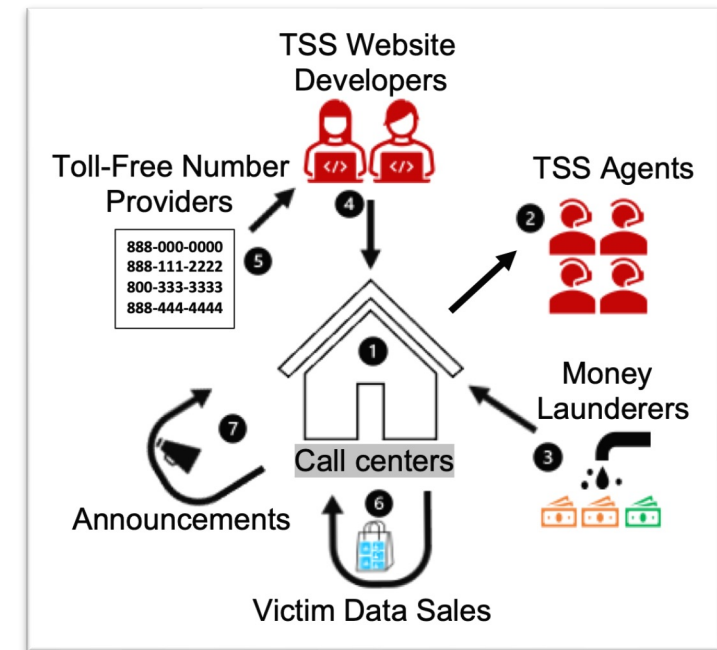 TSS Website
Developers
</>
</>
4
Toll-Free Number
Providers
888-000-0000
888-111-2222
800-333-3333
888-444-4444
5
TSS Agents
2
1
Call centers
Money
Launderers
3
7
Announcements
6
Victim Data Sales